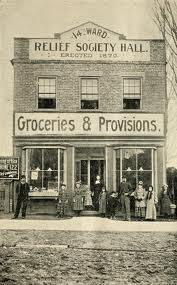 14TH WARD
RELIEF SOCIETY HALL.
ERECTED 1870.
Groceries & Provisions.